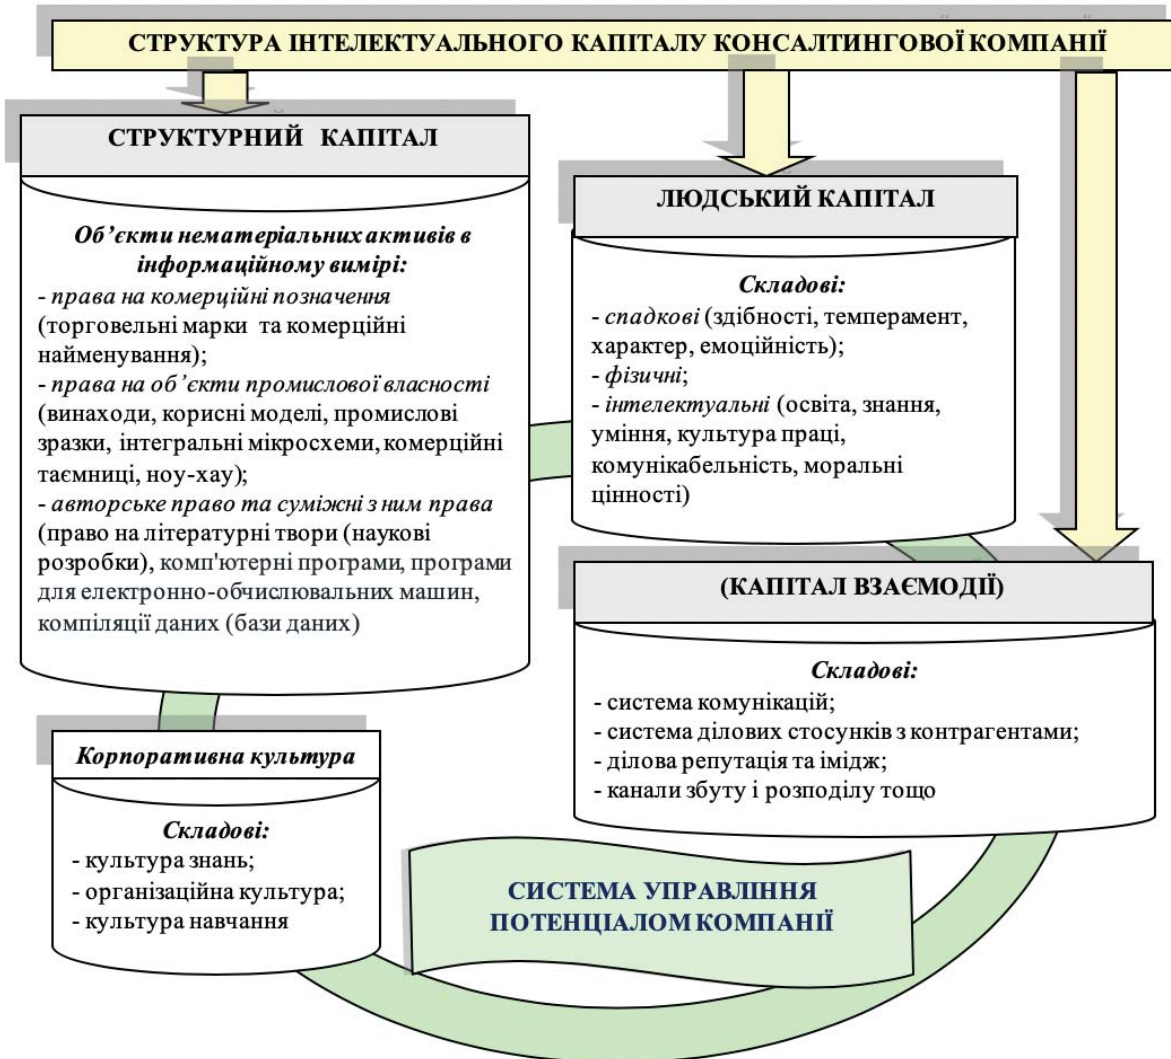 СТРУКТУРА ІНТЕЛЕКТУАЛЬНОГО КАПІТАЛУ КОНСАЛТИНГОВОЇ КОМПАНІЇ
СТРУКТУРНИЙ КАПІТАЛ
Об’єкти нематеріальних активів в
інформаційному вимірі:
- права на комерційні позначення
(торговельні марки та комерційні
найменування);
- права на об’єкти промислової власності
(винаходи, корисні моделі, промислові
зразки, інтегральні мікросхеми, комерційні
таємниці, ноу-хау);
- авторське право та суміжні з ним права
(право на літературні твори (наукові
розробки), комп'ютерні програми, програми
для електронно-обчислювальних машин,
компіляції даних (бази даних)
ЛЮДСЬКИЙ КАПІТАЛ
Складові:
- спадкові (здібності, темперамент,
характер, емоційність);
- фізичні;
- інтелектуальні (освіта, знання,
уміння, культура праці,
комунікабельність, моральні
цінності)
(КАПІТАЛ ВЗАЄМОДІЇ)
Складові:
- система комунікацій;
- система ділових стосунків з контрагентами;
- ділова репутація та імідж;
- канали збуту і розподілу тощо
Корпоративна культура
Складові:
- культура знань;
- організаційна культура;
- культура навчання
СИСТЕМА УПРАВЛІННЯ
ПОТЕНЦІАЛОМ КОМПАНІЇ